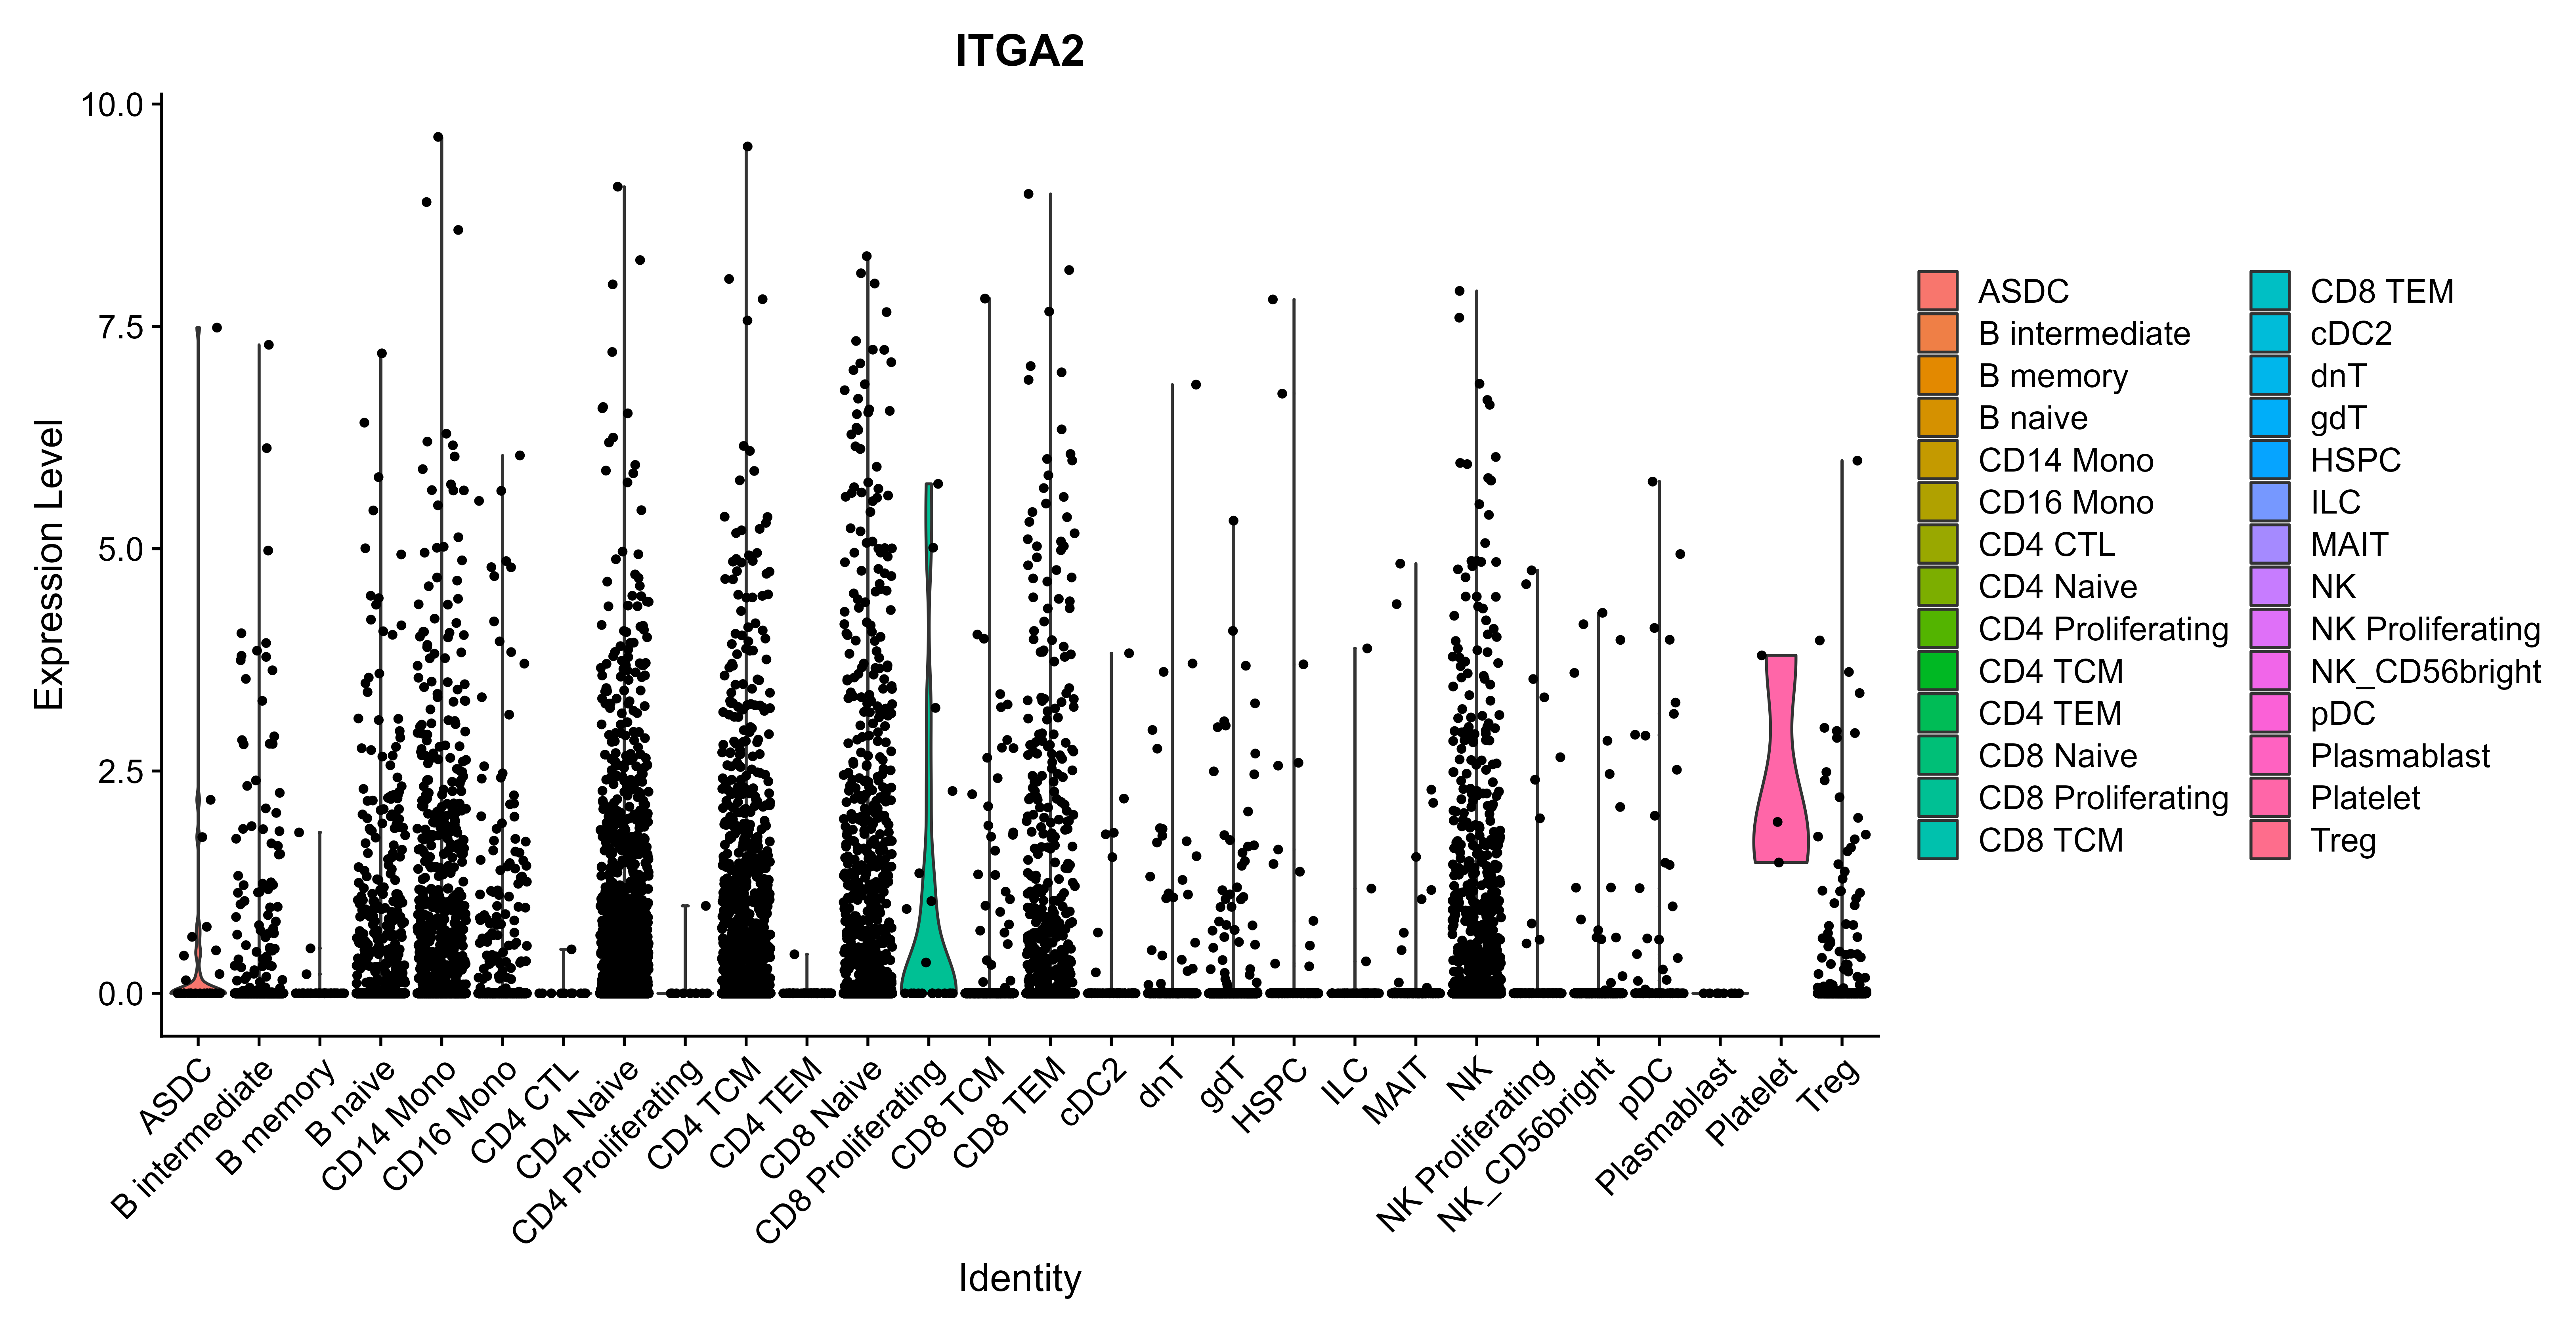 ITGA2
Expression Level
10.0
7.5
5.0
2.5
0.0
ASDC
B intermediate
B memory
B naive
CD14 Mono
CD16 Mono
CD4 CTL
CD4 Naive
CD4 Proliferating
CD4 TCM
CD4 TEM
CD8 Naive
CD8 Proliferating
CD8 TCM
CD8 TEM
cDC2
dnT
gdT
HSPC
ILC
MAIT
NK
NK Proliferating
NK_CD56bright
pDC
Plasmablast
Platelet
Treg
Identity
ASDC
B intermediate
B memory
B naive
CD14 Mono
CD16 Mono
CD4 CTL
CD4 Naive
CD4 Proliferating
CD4 TCM
CD4 TEM
CD8 Naive
CD8 Proliferating
CD8 TCM
CD8 TEM
cDC2
dnT
gdT
HSPC
ILC
MAIT
NK
NK Proliferating
NK_CD56bright
pDC
Plasmablast
Platelet
Treg